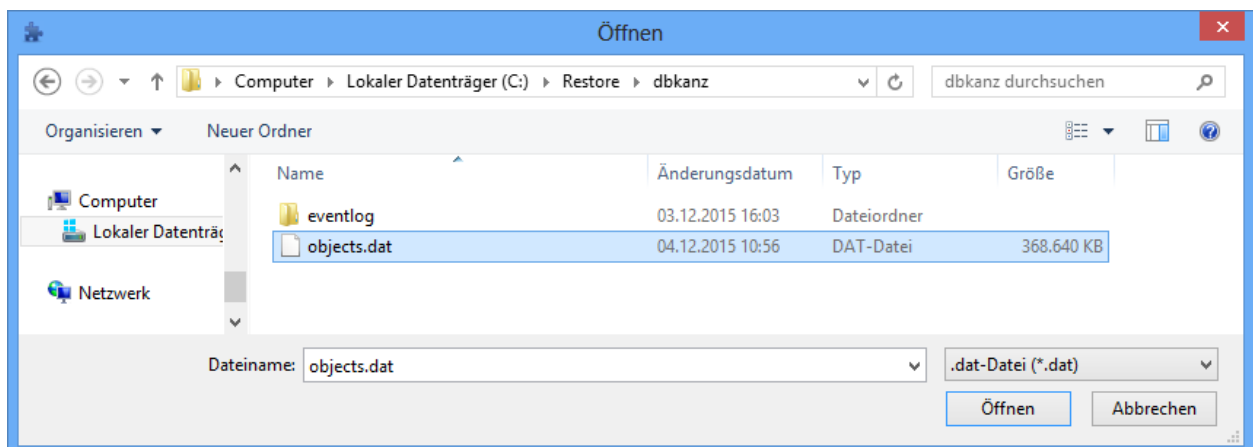 Öffnen
Computer Lokaler Datenträger (C:) Restore dbkanz dbkanz durchsuchen
Organisieren Neuer Ordner
Name Änderungsdatum Typ Größe
Computer
eventlog 03.12.2015 16:03 Dateiordner
Lokaler Datenträg
objects.dat 04.12.2015 10:56 DAT-Datei 368.640 KB
Netzwerk
Dateiname: objects.dat .dat-Datei (*.dat)
Öffnen Abbrechen